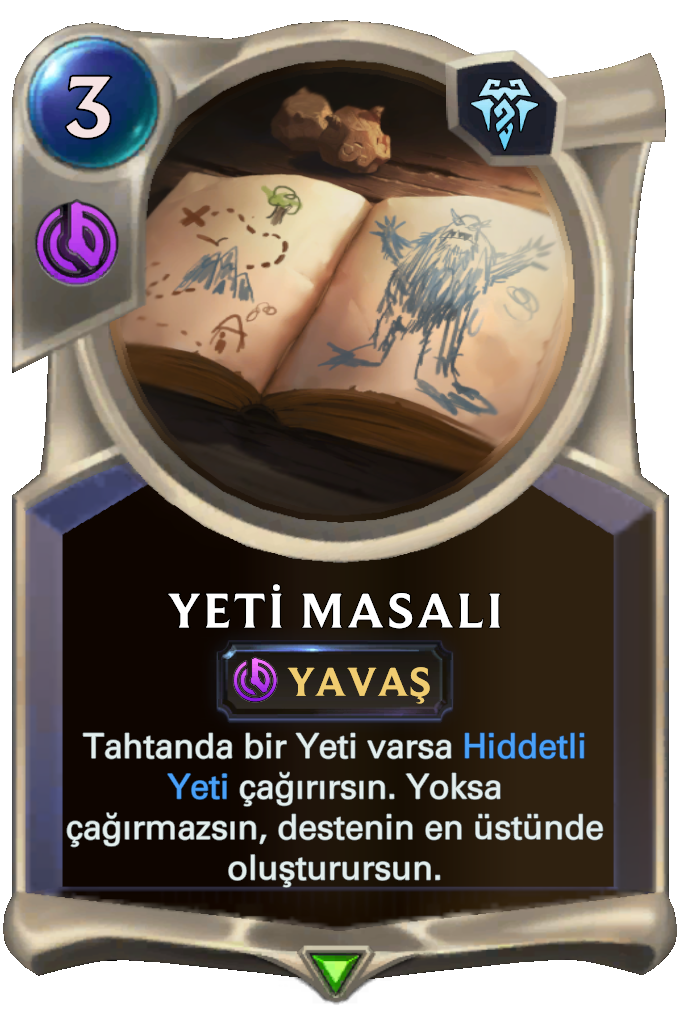 3
YETİ MASALI
YAVAŞ
Tahtanda bir Yeti varsa Hiddetli
Yeti çağırırsın. Yoksa
çağırmazsın, destenin en üstünde
oluşturursun.